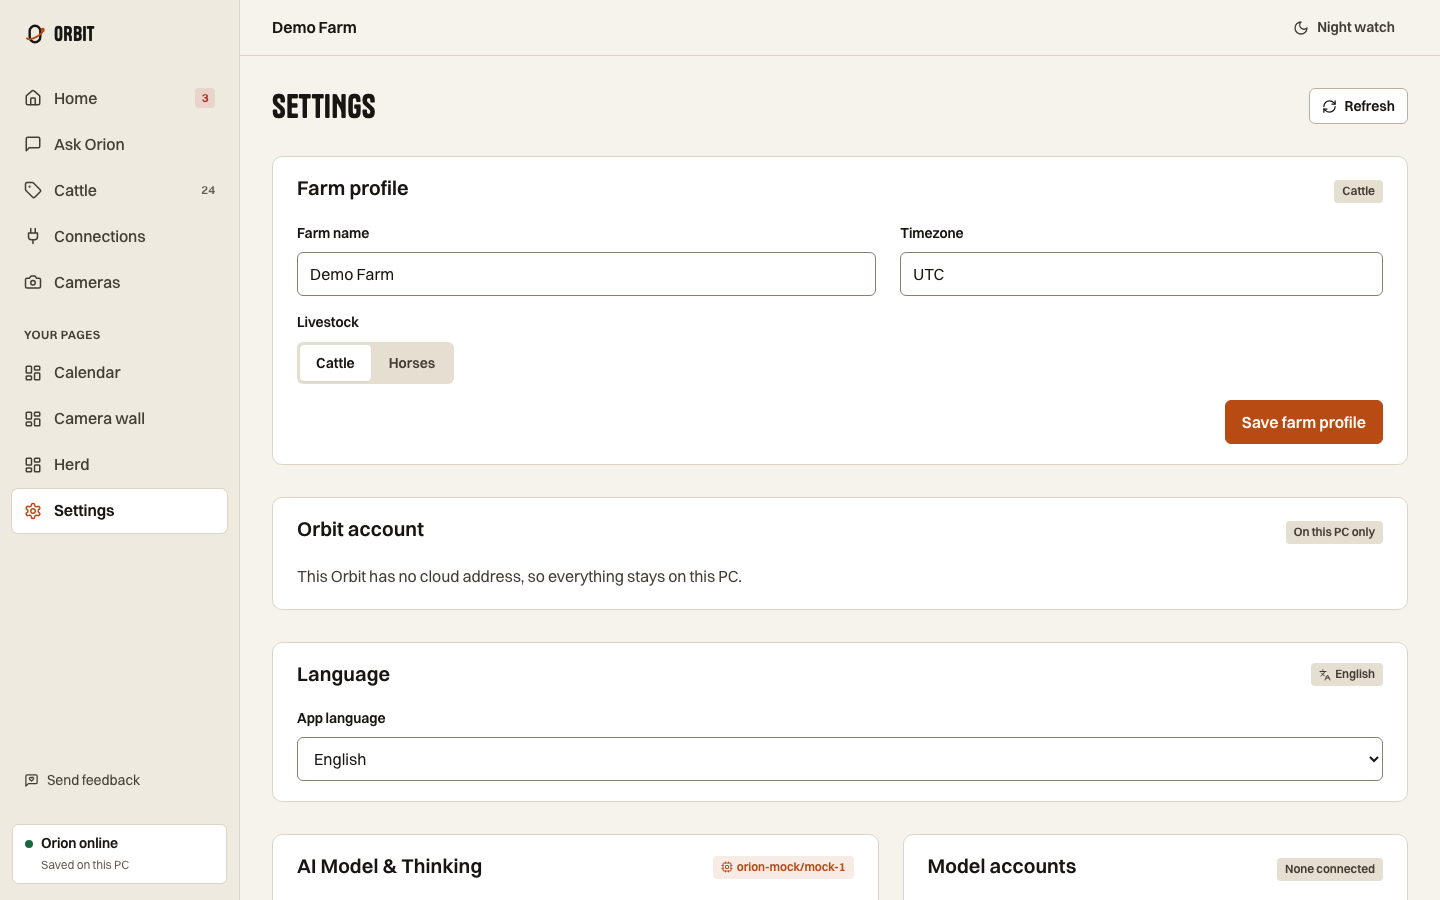 ORBIT
Home 3
Ask Orion
Cattle 24
Connections
Cameras
YOUR PAGES
Calendar
Camera wall
Herd
Settings
Send feedback
Orion online
Saved on this PC
Demo Farm
Night watch
SETTINGS
Refresh
Farm profile
Cattle
Farm name
Timezone
Demo Farm
UTC
Livestock
Cattle Horses
Save farm profile
Orbit account
On this PC only
This Orbit has no cloud address, so everything stays on this PC.
Language
English
App language
English
AI Model & Thinking
orion-mock/mock-1
Model accounts
None connected